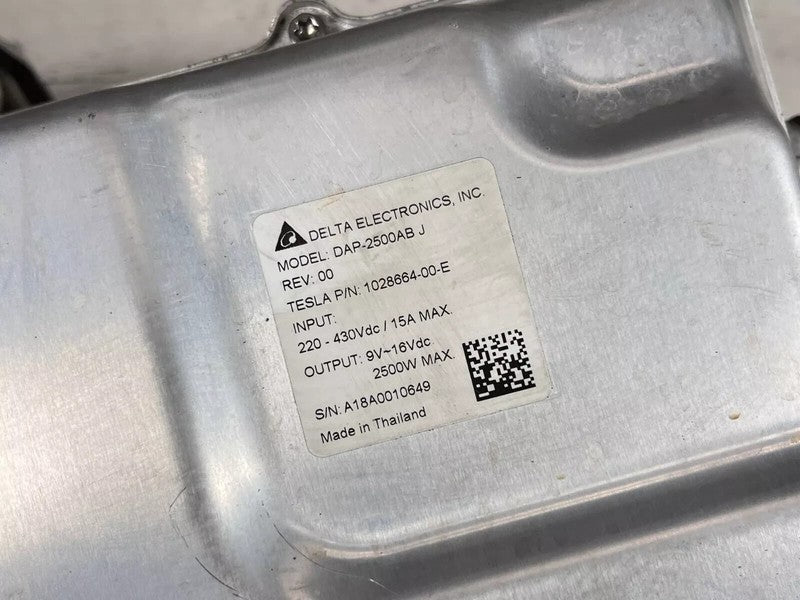 DELTA ELECTRONICS, INC.
MODEL: DAP-2500AB J
REV: 00
TESLA P/N: 1028664-00-E
INPUT:
220 - 430Vdc / 15A MAX.
OUTPUT: 9V~16Vdc
2500W MAX.
S/N: A18A0010649
Made in Thailand